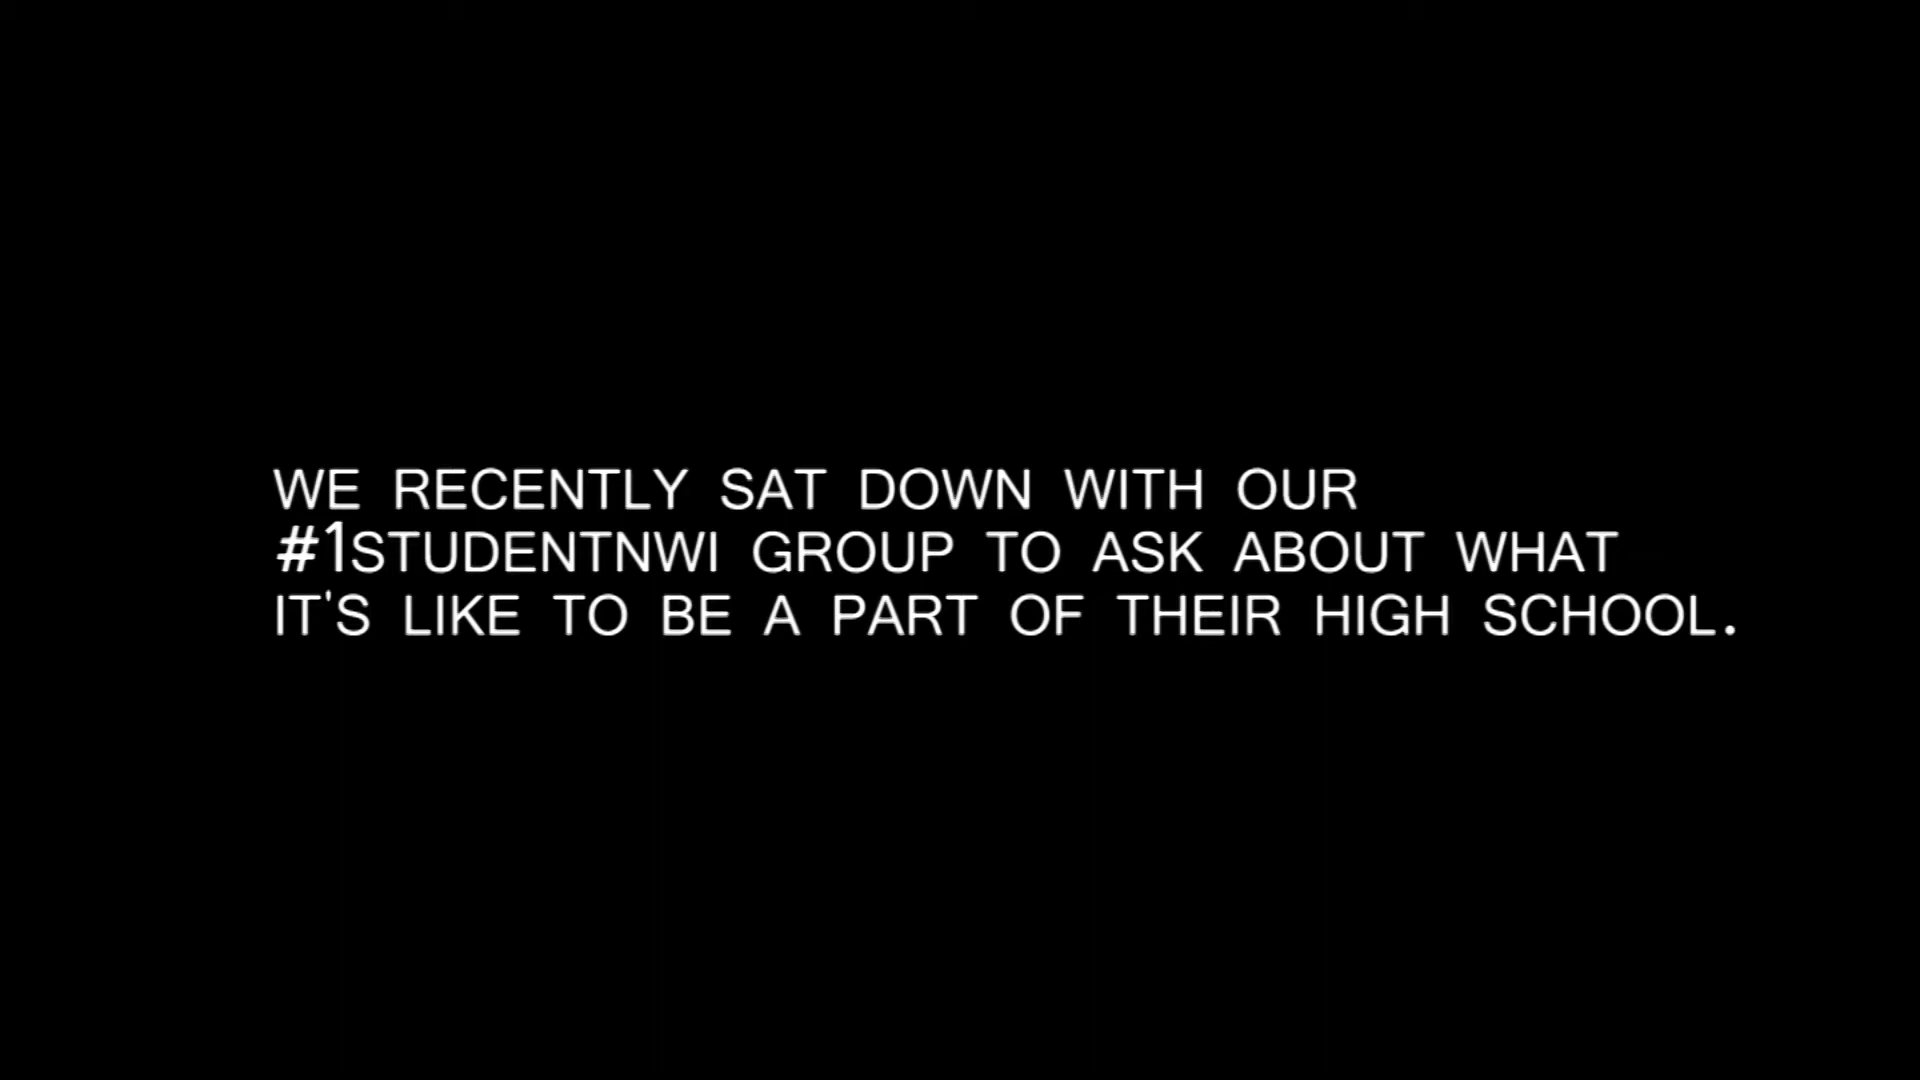 WE RECENTLY SAT DOWN WITH OUR
#1STUDENTNWI GROUP TO ASK ABOUT WHAT
IT'S LIKE TO BE A PART OF THEIR HIGH SCHOOL.